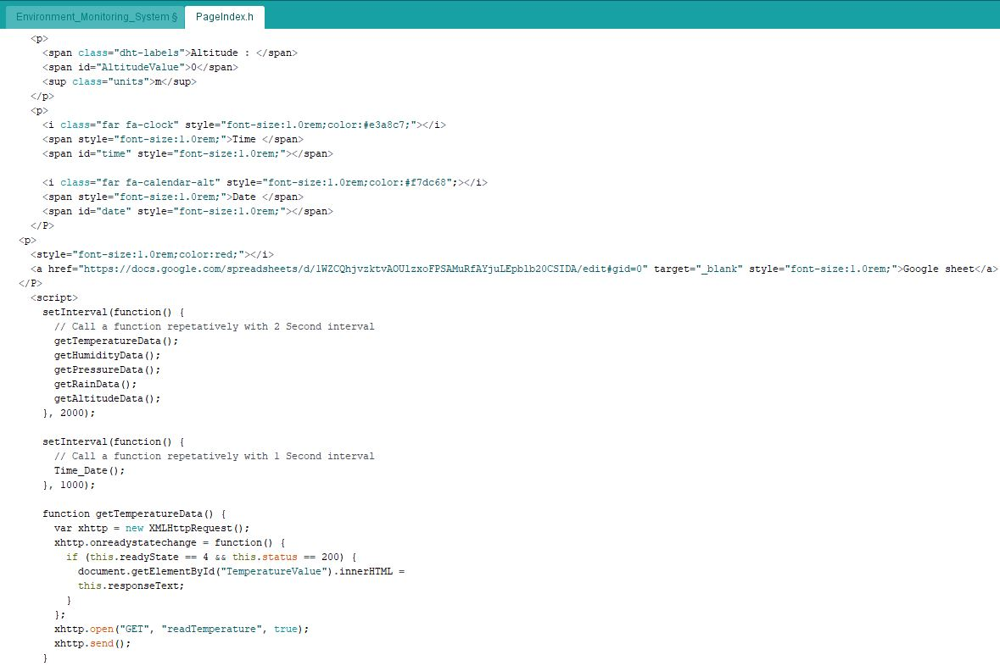 Environment_Monitoring_System § PageIndex.h
<p>
<span class="dht-labels">Altitude : </span>
<span id="AltitudeValue">0</span>
<sup class="units">m</sup>
</p>
<p>
<i class="far fa-clock" style="font-size:1.0rem;color:#e3a8c7;"></i>
<span style="font-size:1.0rem;">Time </span>
<span id="time" style="font-size:1.0rem;"></span>
<i class="far fa-calendar-alt" style="font-size:1.0rem;color:#f7dc68";></i>
<span style="font-size:1.0rem;">Date </span>
<span id="date" style="font-size:1.0rem;"></span>
</P>
<p>
<style="font-size:1.0rem;color:red;"></i>
<a href="https://docs.google.com/spreadsheets/d/1WZCQhjvzktvAOUlzxoFPSAMuRfAYjuLEpblb20CSIDA/edit#gid=0" target="_blank" style="font-size:1.0rem;">Google sheet</a>
</P>
<script>
setInterval(function() {
// Call a function repetatively with 2 Second interval
getTemperatureData();
getHumidityData();
getPressureData();
getRainData();
getAltitudeData();
}, 2000);
setInterval(function() {
// Call a function repetatively with 1 Second interval
Time_Date();
}, 1000);
function getTemperatureData() {
var xhttp = new XMLHttpRequest();
xhttp.onreadystatechange = function() {
if (this.readyState == 4 && this.status == 200) {
document.getElementById("TemperatureValue").innerHTML =
this.responseText;
}
};
xhttp.open("GET", "readTemperature", true);
xhttp.send();
}